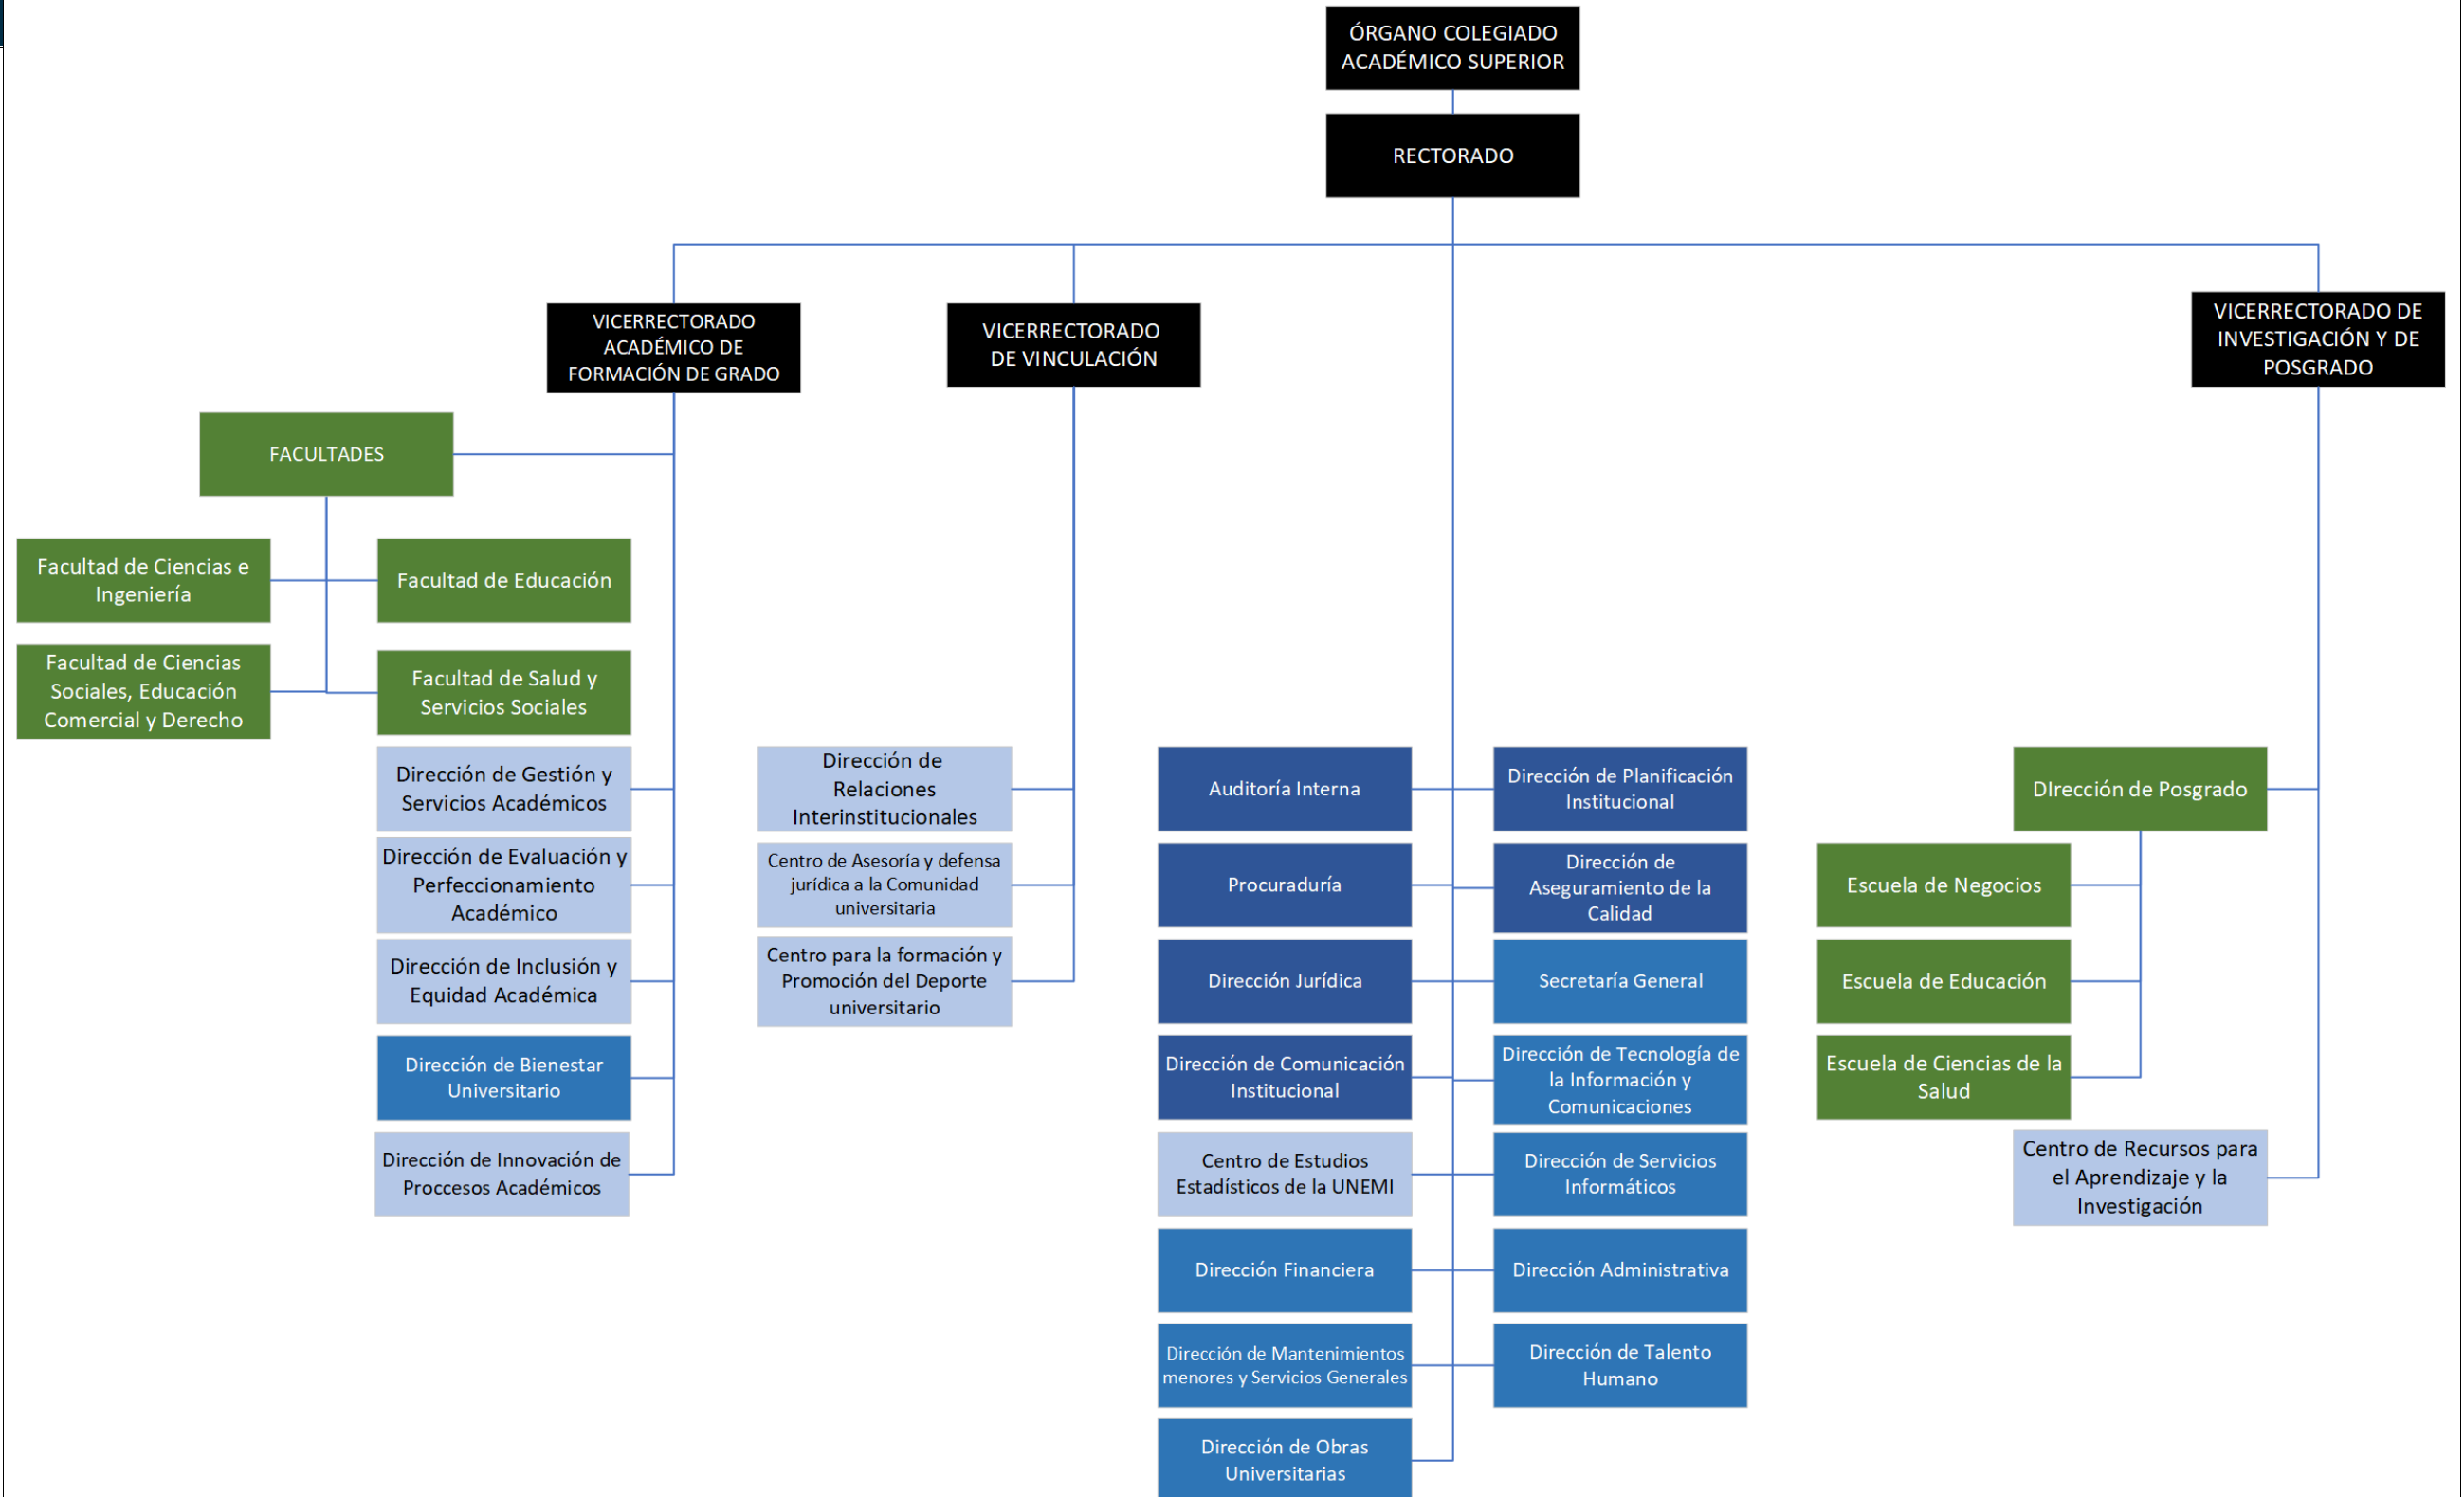 ÓRGANO COLEGIADO
ACADÉMICO SUPERIOR
RECTORADO
VICERRECTORADO
ACADÉMICO DE
FORMACIÓN DE GRADO
VICERRECTORADO
DE VINCULACIÓN
VICERRECTORADO DE
INVESTIGACIÓN Y DE
POSGRADO
FACULTADES
Facultad de Ciencias e
Ingeniería
Facultad de Educación
Facultad de Ciencias
Sociales, Educación
Comercial y Derecho
Facultad de Salud y
Servicios Sociales
Dirección de Gestión y
Servicios Académicos
Dirección de Evaluación y
Perfeccionamiento
Académico
Dirección de Inclusión y
Equidad Académica
Dirección de Bienestar
Universitario
Dirección de Innovación de
Proccesos Académicos
Dirección de
Relaciones
Interinstitucionales
Centro de Asesoría y defensa
jurídica a la Comunidad
universitaria
Centro para la formación y
Promoción del Deporte
universitario
Auditoría Interna
Dirección de Planificación
Institucional
Procuraduría
Dirección de
Aseguramiento de la
Calidad
Dirección Jurídica
Secretaría General
Dirección de Comunicación
Institucional
Dirección de Tecnología de
la Información y
Comunicaciones
Centro de Estudios
Estadísticos de la UNEMI
Dirección de Servicios
Informáticos
Dirección Financiera
Dirección Administrativa
Dirección de Mantenimientos
menores y Servicios Generales
Dirección de Talento
Humano
Dirección de Obras
Universitarias
DIrección de Posgrado
Escuela de Negocios
Escuela de Educación
Escuela de Ciencias de la
Salud
Centro de Recursos para
el Aprendizaje y la
Investigación